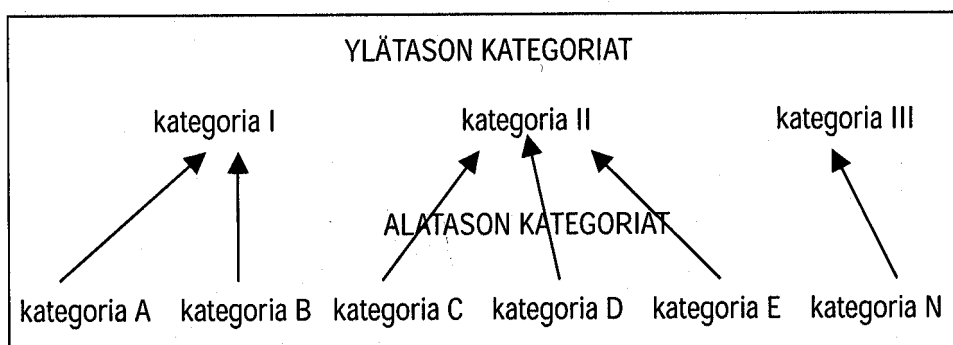 YLÄTASON KATEGORIAT
kategoria I kategoria II kategoria III
ALATASON KATEGORIAT
kategoria A kategoria B kategoria C kategoria D kategoria E kategoria N